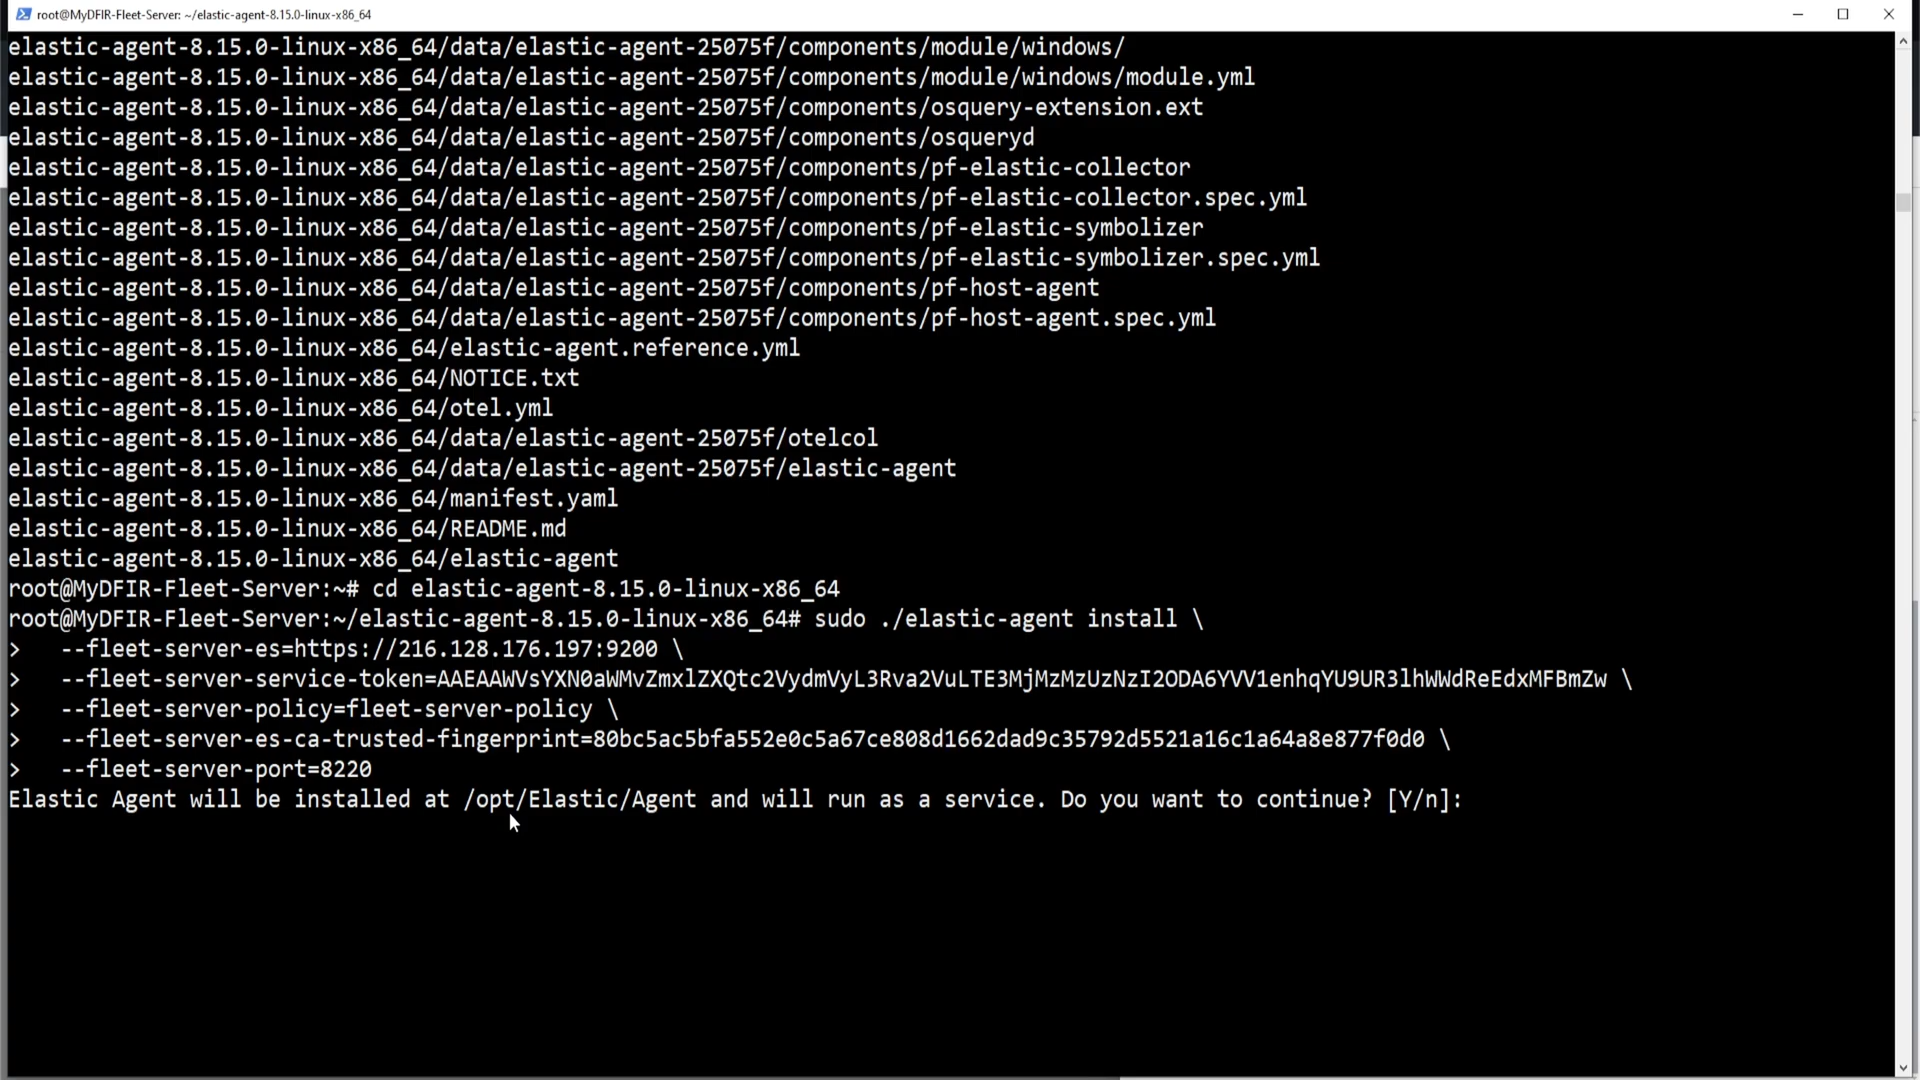 root@MyDFIR-Fleet-Server: ~/elastic-agent-8.15.0-linux-x86_64
elastic-agent-8.15.0-linux-x86_64/data/elastic-agent-25075f/components/module/windows/
elastic-agent-8.15.0-linux-x86_64/data/elastic-agent-25075f/components/module/windows/module.yml
elastic-agent-8.15.0-linux-x86_64/data/elastic-agent-25075f/components/osquery-extension.ext
elastic-agent-8.15.0-linux-x86_64/data/elastic-agent-25075f/components/osqueryd
elastic-agent-8.15.0-linux-x86_64/data/elastic-agent-25075f/components/pf-elastic-collector
elastic-agent-8.15.0-linux-x86_64/data/elastic-agent-25075f/components/pf-elastic-collector.spec.yml
elastic-agent-8.15.0-linux-x86_64/data/elastic-agent-25075f/components/pf-elastic-symbolizer
elastic-agent-8.15.0-linux-x86_64/data/elastic-agent-25075f/components/pf-elastic-symbolizer.spec.yml
elastic-agent-8.15.0-linux-x86_64/data/elastic-agent-25075f/components/pf-host-agent
elastic-agent-8.15.0-linux-x86_64/data/elastic-agent-25075f/components/pf-host-agent.spec.yml
elastic-agent-8.15.0-linux-x86_64/elastic-agent.reference.yml
elastic-agent-8.15.0-linux-x86_64/NOTICE.txt
elastic-agent-8.15.0-linux-x86_64/otel.yml
elastic-agent-8.15.0-linux-x86_64/data/elastic-agent-25075f/otelcol
elastic-agent-8.15.0-linux-x86_64/data/elastic-agent-25075f/elastic-agent
elastic-agent-8.15.0-linux-x86_64/manifest.yaml
elastic-agent-8.15.0-linux-x86_64/README.md
elastic-agent-8.15.0-linux-x86_64/elastic-agent
root@MyDFIR-Fleet-Server:~# cd elastic-agent-8.15.0-linux-x86_64
root@MyDFIR-Fleet-Server:~/elastic-agent-8.15.0-linux-x86_64# sudo ./elastic-agent install \
>   --fleet-server-es=https://216.128.176.197:9200 \
>   --fleet-server-service-token=AAEAAWVsYXN0aWMvZmxlZXQtc2VydmVyL3Rva2VuLTE3MjMzMzUzNzI2ODA6YVV1enhqYU9UR3lhWWdReEdxMFBmZw \
>   --fleet-server-policy=fleet-server-policy \
>   --fleet-server-es-ca-trusted-fingerprint=80bc5ac5bfa552e0c5a67ce808d1662dad9c35792d5521a16c1a64a8e877f0d0 \
>   --fleet-server-port=8220
Elastic Agent will be installed at /opt/Elastic/Agent and will run as a service. Do you want to continue? [Y/n]: